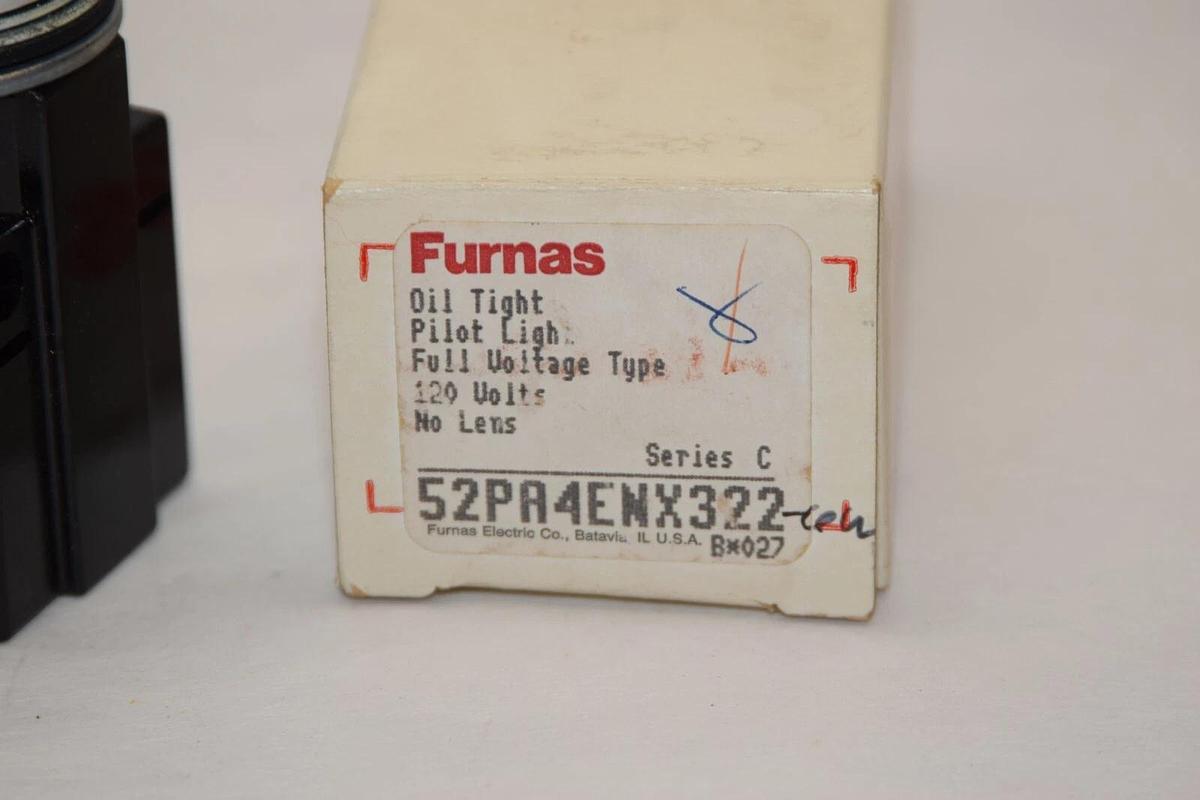 Furnas
Oil Tight
Pilot Light
Full Voltage Type
120 Volts
No Lens
Series C
52PA4ENX322
Furnas Electric Co., Batavia IL U.S.A.
B*027